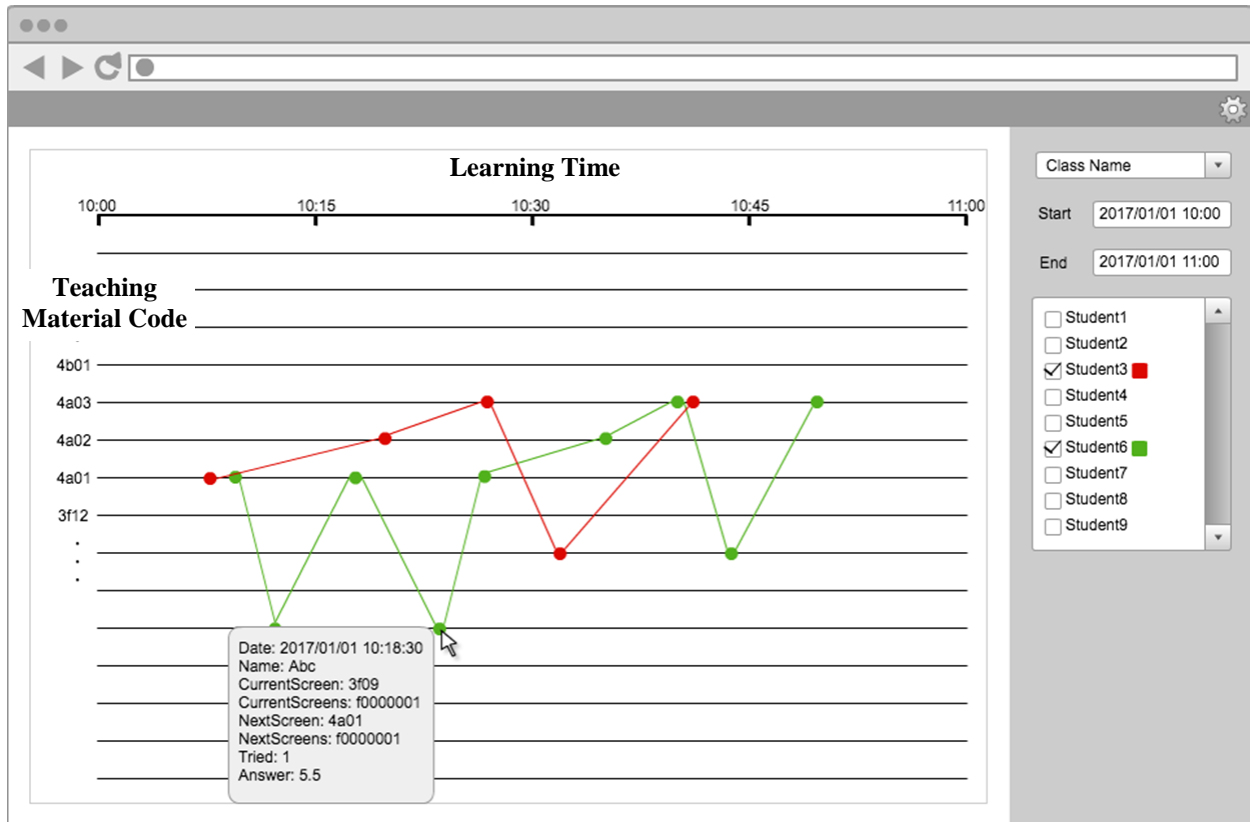 Learning Time
10:00 10:15 10:30 10:45 11:00
Teaching
Material Code
4b01
4a03
4a02
4a01
3f12
Date: 2017/01/01 10:18:30
Name: Abc
CurrentScreen: 3f09
CurrentScreens: f0000001
NextScreen: 4a01
NextScreens: f0000001
Tried: 1
Answer: 5.5
Class Name
Start 2017/01/01 10:00
End 2017/01/01 11:00
Student1
Student2
Student3
Student4
Student5
Student6
Student7
Student8
Student9